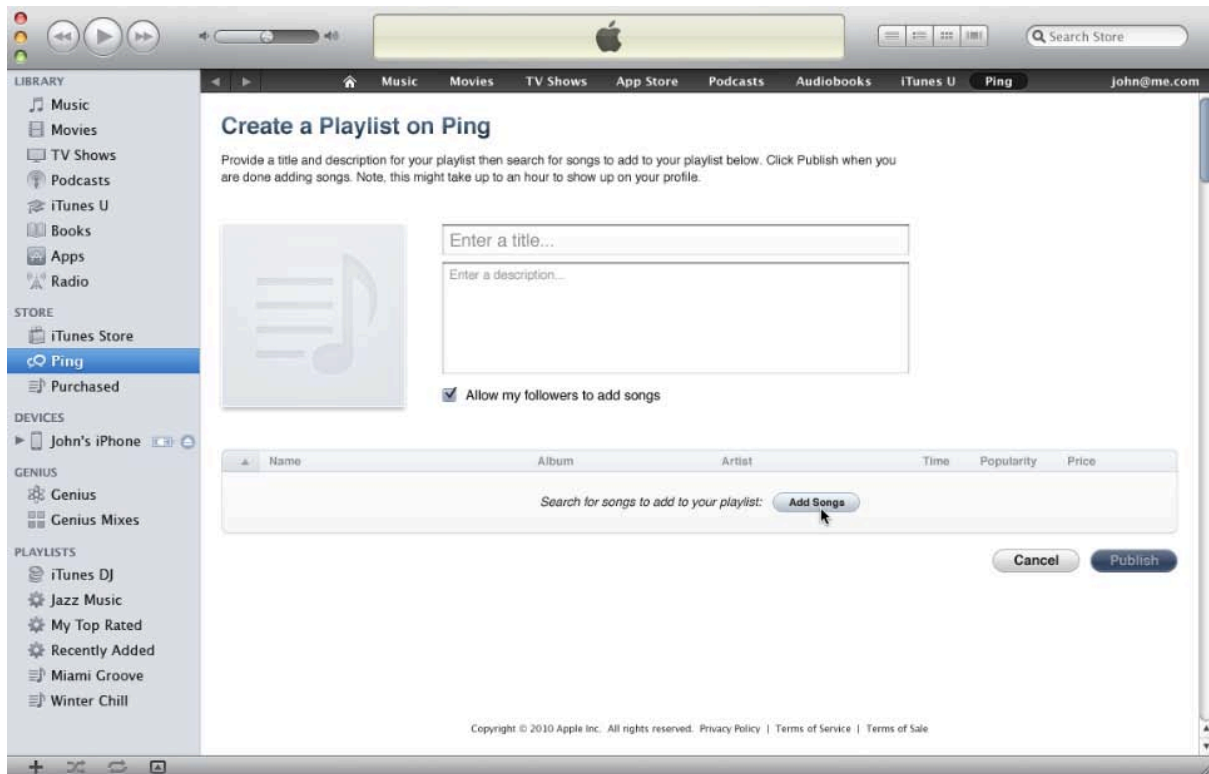 Search Store
LIBRARY
Music
Movies
TV Shows
Podcasts
iTunes U
Books
Apps
Radio
STORE
iTunes Store
Ping
Purchased
DEVICES
John's iPhone
GENIUS
Genius
Genius Mixes
PLAYLISTS
iTunes DJ
Jazz Music
My Top Rated
Recently Added
Miami Groove
Winter Chill
Music Movies TV Shows App Store Podcasts Audiobooks iTunes U Ping john@me.com
Create a Playlist on Ping
Provide a title and description for your playlist then search for songs to add to your playlist below. Click Publish when you
are done adding songs. Note, this might take up to an hour to show up on your profile.
Enter a title...
Enter a description...
Allow my followers to add songs
Name Album Artist Time Popularity Price
Search for songs to add to your playlist: Add Songs
Cancel Publish
Copyright © 2010 Apple Inc. All rights reserved. Privacy Policy | Terms of Service | Terms of Sale